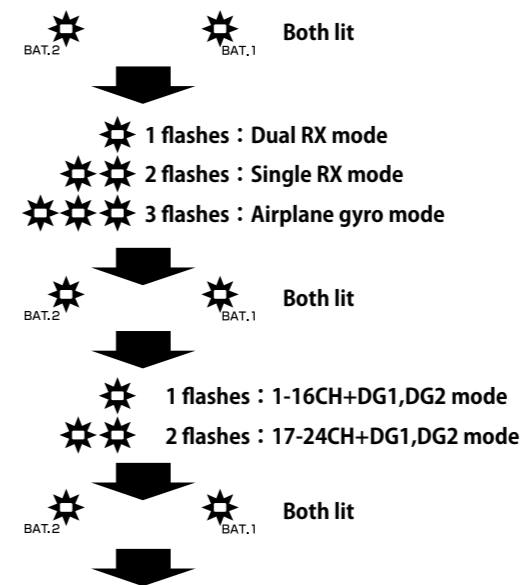 BAT.2 BAT.1 Both lit
1 flashes：Dual RX mode
2 flashes：Single RX mode
3 flashes：Airplane gyro mode
BAT.2 BAT.1 Both lit
1 flashes：1-16CH+DG1,DG2 mode
2 flashes：17-24CH+DG1,DG2 mode
BAT.2 BAT.1 Both lit